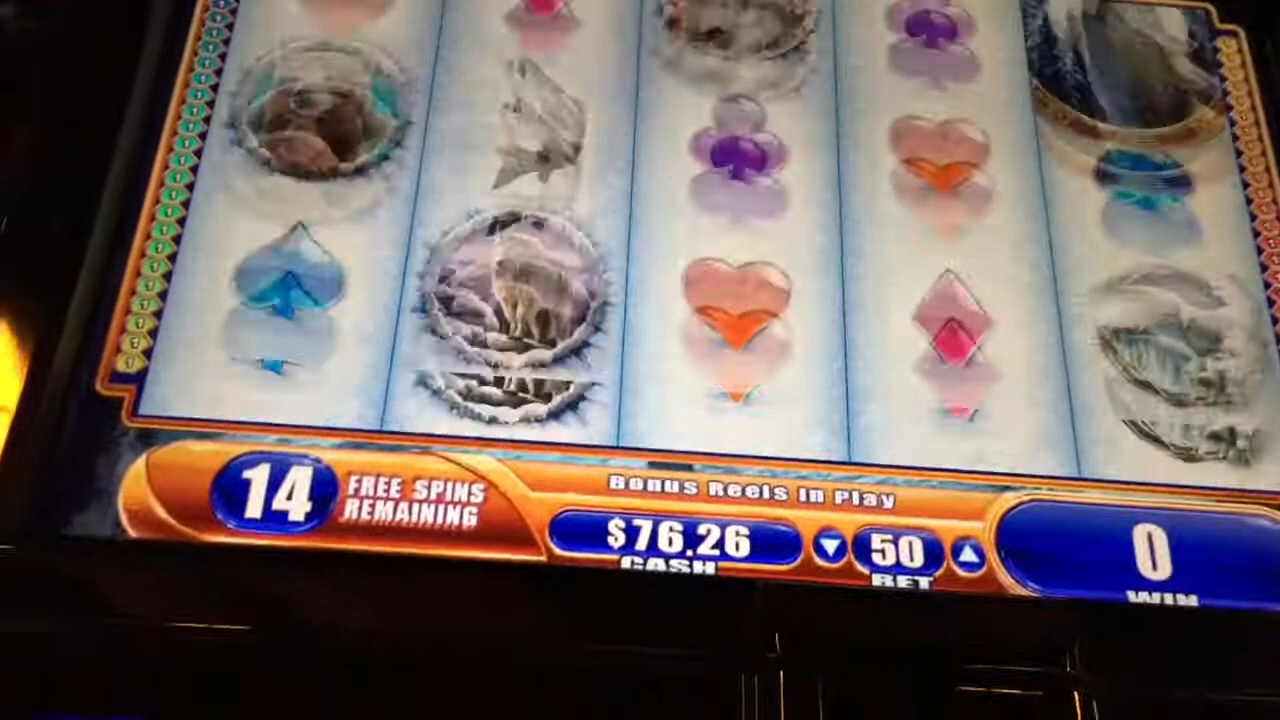 14
FREE SPINS
REMAINING
Bonus Reels in Play
$76.26
CASH
50
BET
0
WIN